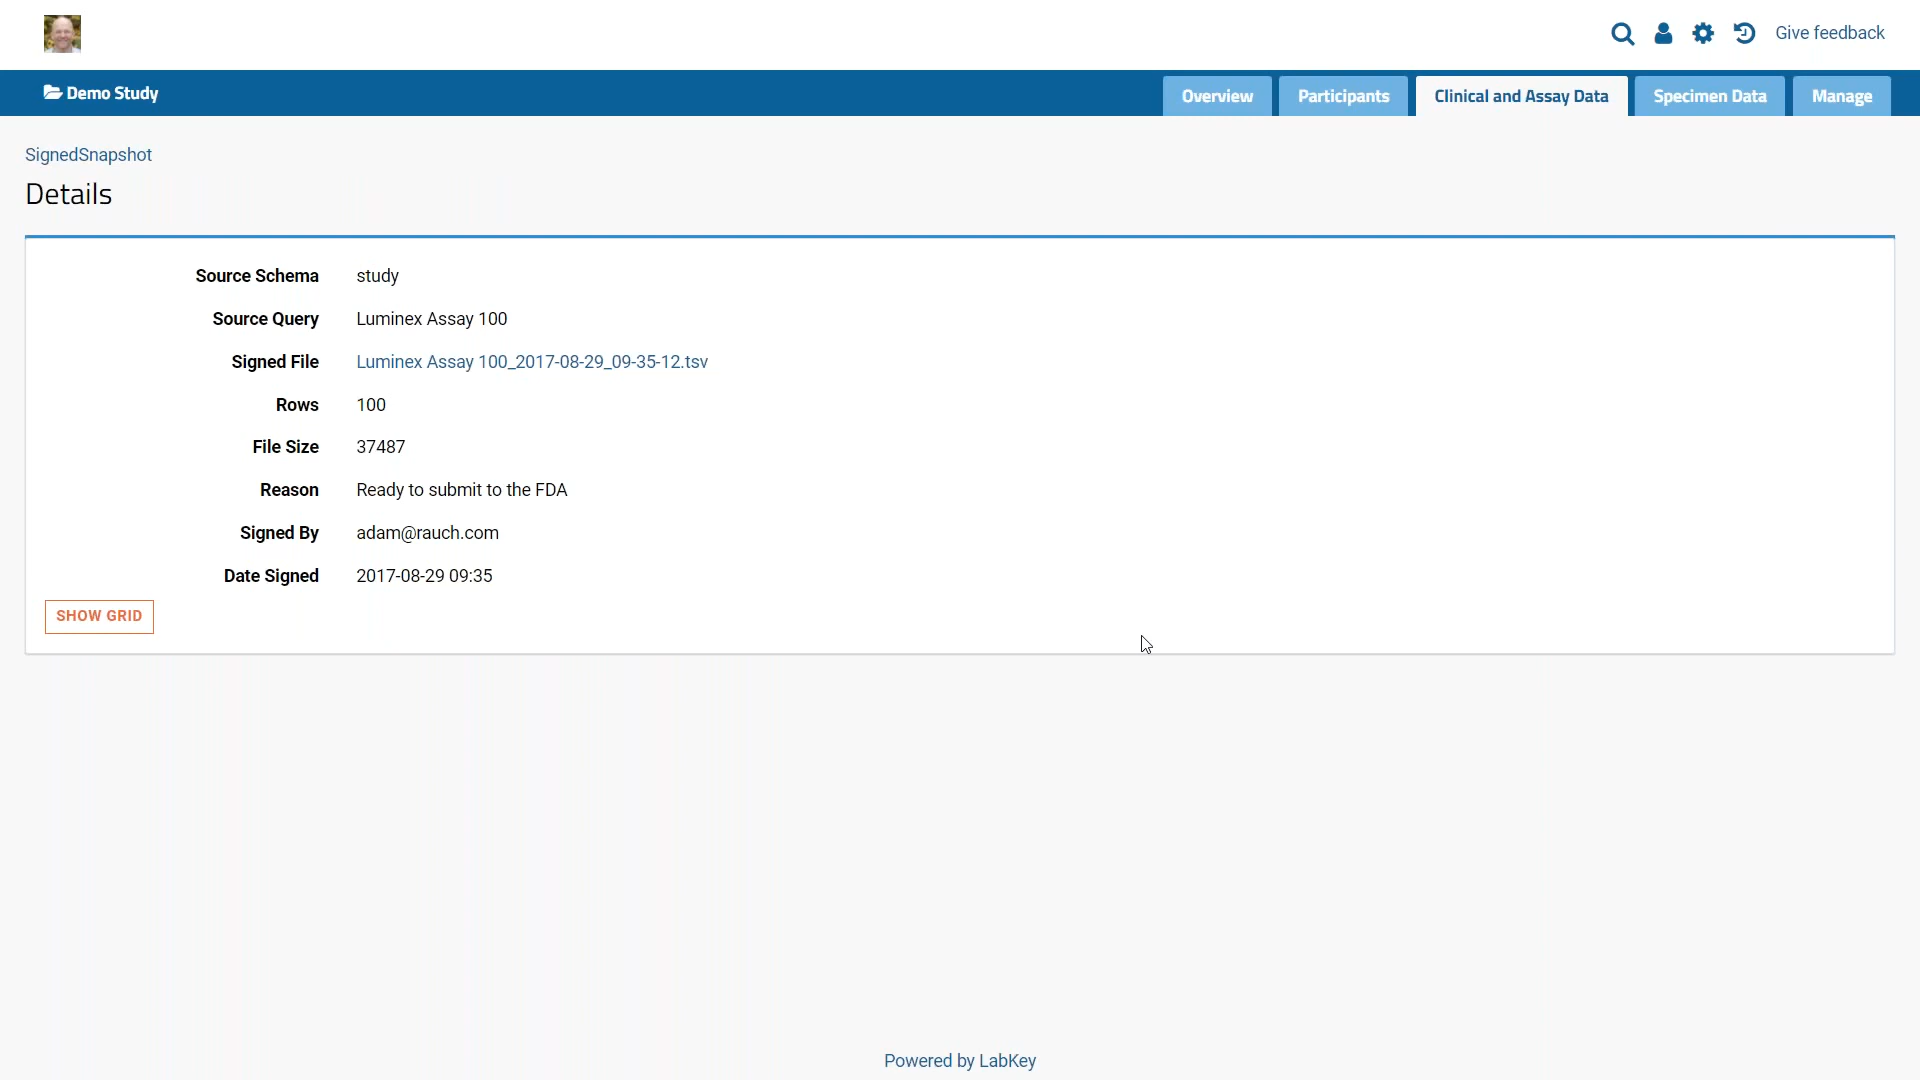 Give feedback
Demo Study
Overview Participants Clinical and Assay Data Specimen Data Manage
SignedSnapshot
Details
Source Schema study
Source Query Luminex Assay 100
Signed File Luminex Assay 100_2017-08-29_09-35-12.tsv
Rows 100
File Size 37487
Reason Ready to submit to the FDA
Signed By adam@rauch.com
Date Signed 2017-08-29 09:35
SHOW GRID
Powered by LabKey